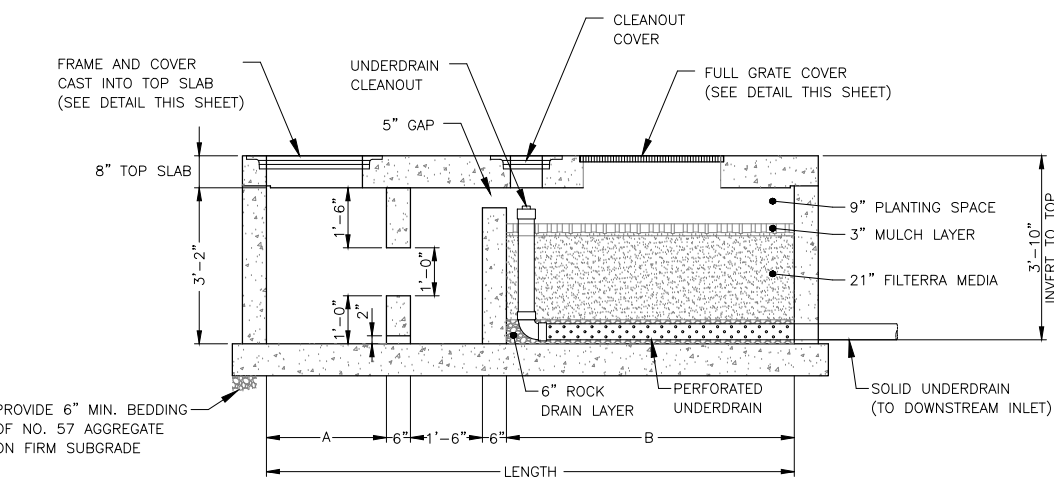 CLEANOUT
COVER
FRAME AND COVER
CAST INTO TOP SLAB
(SEE DETAIL THIS SHEET)
UNDERDRAIN
CLEANOUT
FULL GRATE COVER
(SEE DETAIL THIS SHEET)
5" GAP
8" TOP SLAB
3'-2"
1'-6"
1'-0"
1'-0"
2"
9" PLANTING SPACE
3" MULCH LAYER
21" FILTERRA MEDIA
3'-10"
INVERT TO TOP
PROVIDE 6" MIN. BEDDING
OF NO. 57 AGGREGATE
ON FIRM SUBGRADE
6" ROCK
DRAIN LAYER
PERFORATED
UNDERDRAIN
SOLID UNDERDRAIN
(TO DOWNSTREAM INLET)
A
6"
1'-6"
6"
B
LENGTH